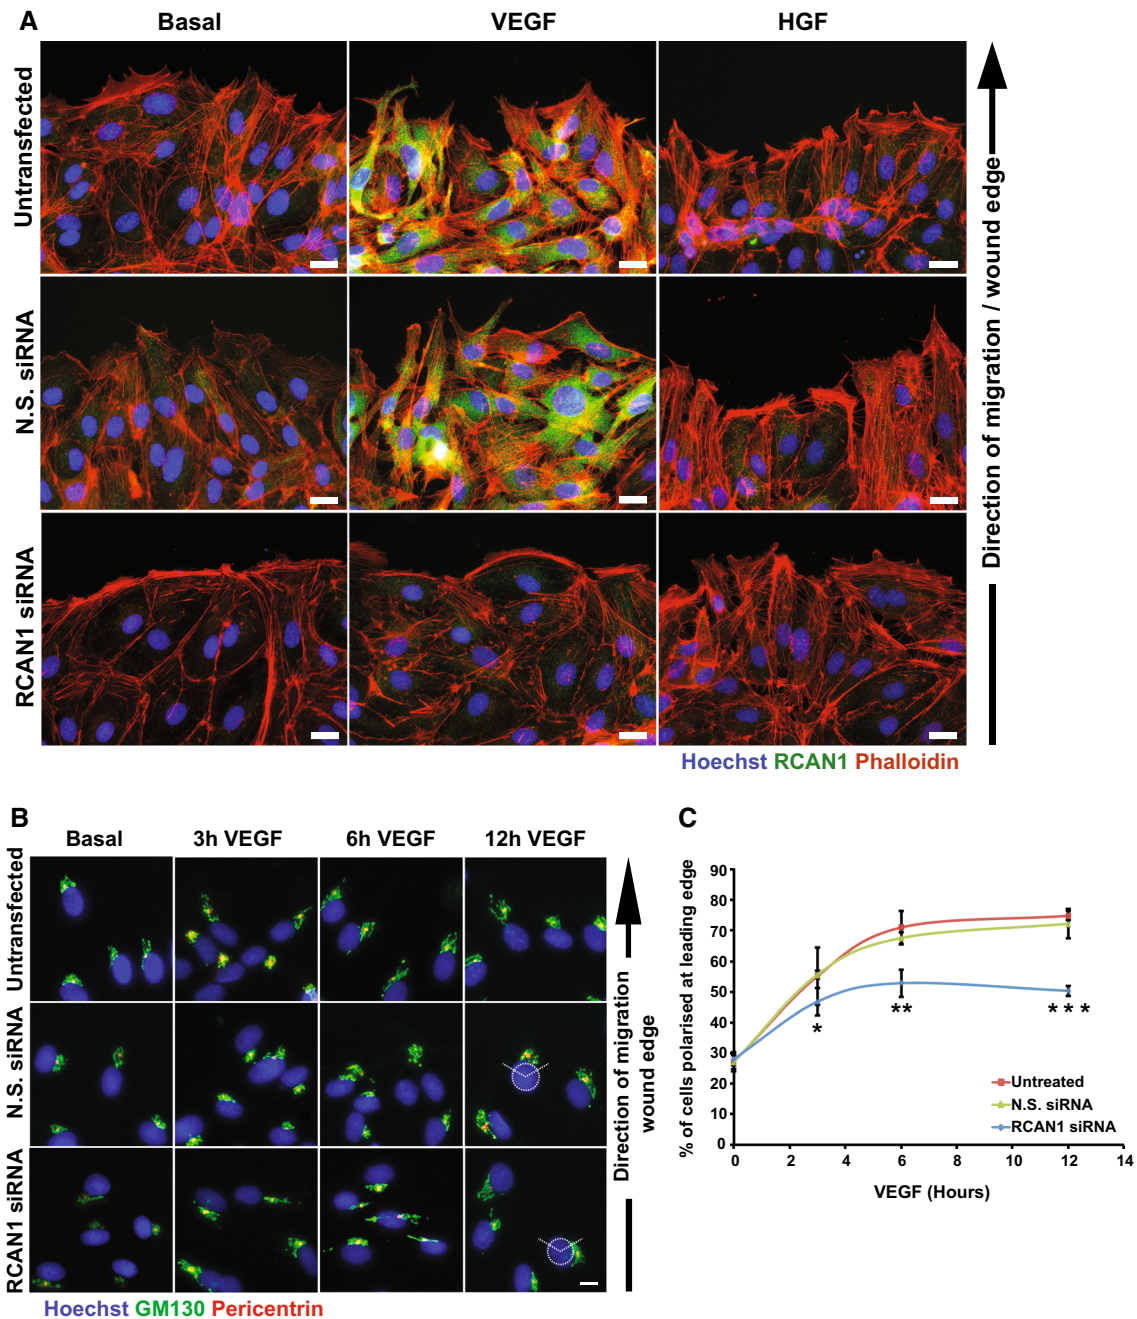 A
Basal VEGF HGF
Untransfected
N.S. siRNA
RCAN1 siRNA
Direction of migration / wound edge
Hoechst RCAN1 Phalloidin
B
Basal 3h VEGF 6h VEGF 12h VEGF
Untransfected
N.S. siRNA
RCAN1 siRNA
Direction of migration
wound edge
Hoechst GM130 Pericentrin
C
% of cells polarised at leading edge
90
80
70
60
50
40
30
20
10
0
*
**
***
Untreated
N.S. siRNA
RCAN1 siRNA
0 2 4 6 8 10 12 14
VEGF (Hours)